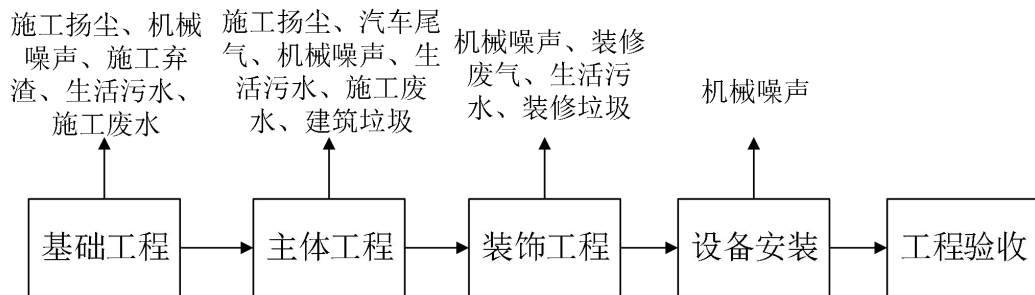 施工扬尘、机械
噪声、施工弃
渣、生活污水、
施工废水
施工扬尘、汽车尾
气、机械噪声、生
活污水、施工废
水、建筑垃圾
机械噪声、装修
废气、生活污
水、装修垃圾
机械噪声
基础工程
主体工程
装饰工程
设备安装
工程验收